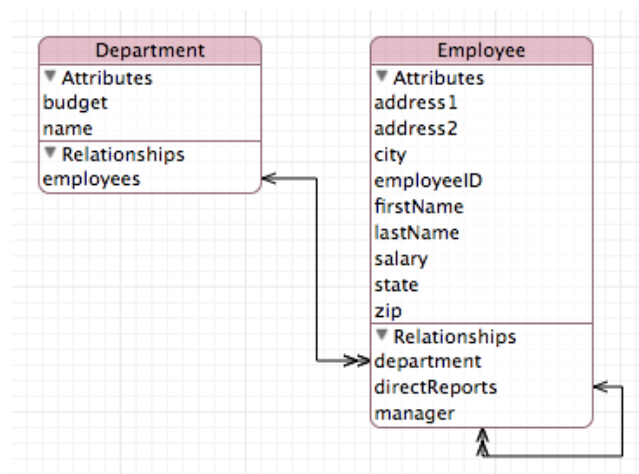 Department
Attributes
budget
name
Relationships
employees
Employee
Attributes
address1
address2
city
employeeID
firstName
lastName
salary
state
zip
Relationships
department
directReports
manager